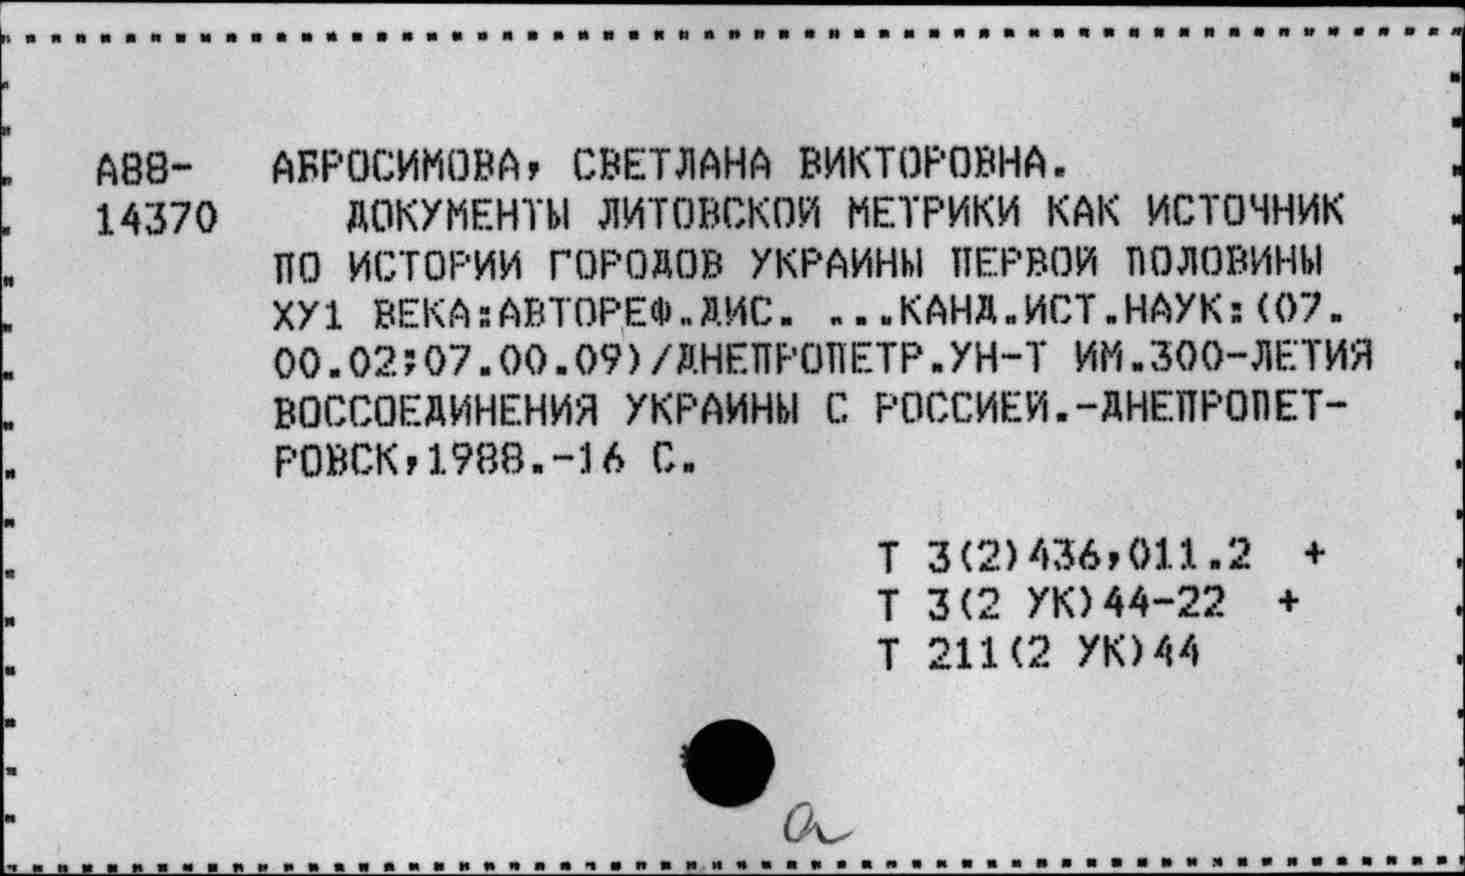 А88- АБРОСИМОВА, СВЕТЛАНА ВИКТОРОВНА.
14370 ДОКУМЕНТЫ ЛИТОВСКОЙ МЕТРИКИ КАК ИСТОЧНИК
ПО ИСТОРИИ ГОРОДОВ УКРАИНЫ ПЕРВОЙ ПОЛОВИНЫ
ХУ1 ВЕКА:АВТОРЕФ.ДИС. ...КАНД.ИСТ.НАУК:(07.
00.02;07.00.09)/ДНЕПРОПЕТР.УН-Т ИМ.300-ЛЕТИЯ
ВОССОЕДИНЕНИЯ УКРАИНЫ С РОССИЕЙ.-ДНЕПРОПЕТ-
РОВСК,1988.-16 С.
Т 3(2)436,011.2 +
Т 3(2 УК)44-22 +
Т 211(2 УК)44
а